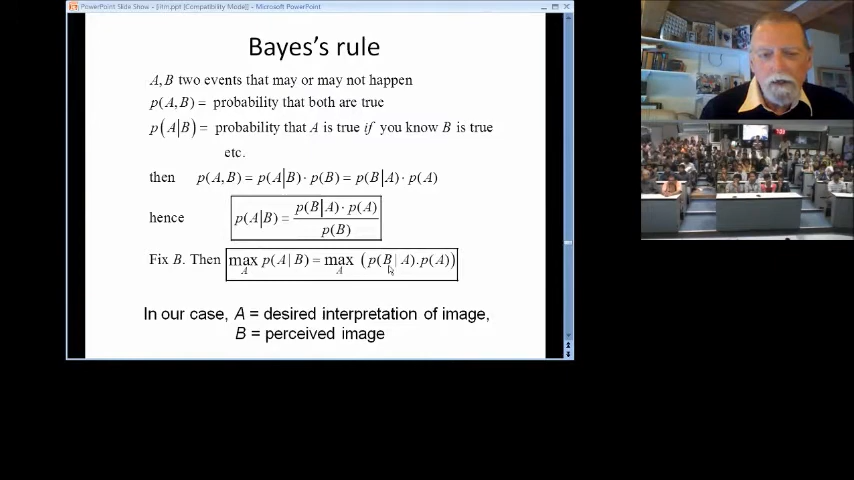 PowerPoint Slide Show - [iitm.ppt [Compatibility Mode]] - Microsoft PowerPoint
Bayes's rule
A, B two events that may or may not happen
p(A,B) = probability that both are true
p(A|B) = probability that A is true if you know B is true
etc.
then p(A,B) = p(A|B)·p(B) = p(B|A)·p(A)
hence p(A|B) = p(B|A)·p(A) / p(B)
Fix B. Then max_A p(A|B) = max_A (p(B|A).p(A))
In our case, A = desired interpretation of image,
B = perceived image